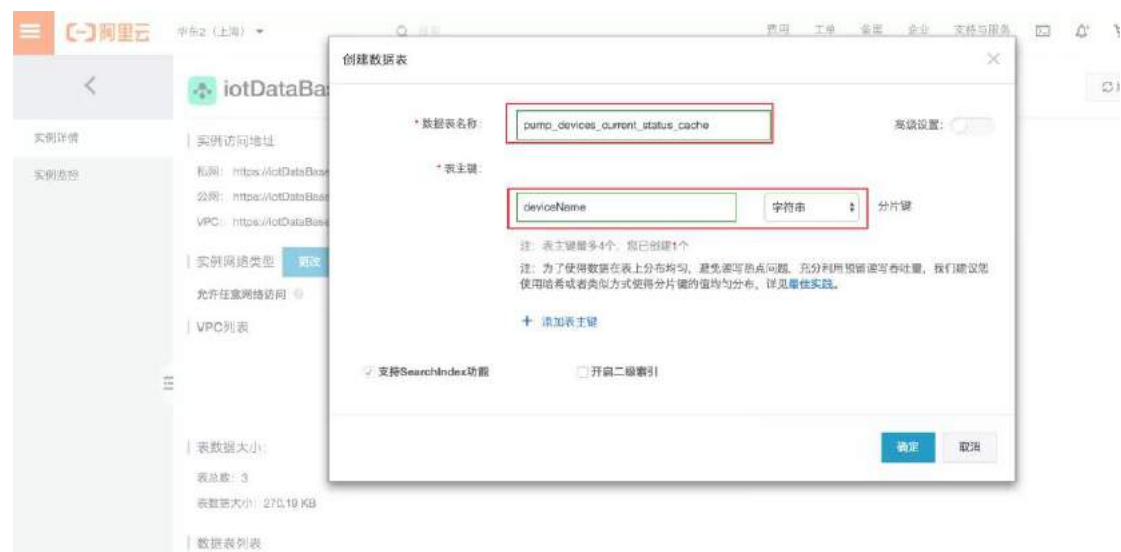 阿里云
华东2（上海）
搜索
费用 工单 备案 企业 支持与服务
创建数据表
iotDataBa
*数据表名称:
pump_devices_current_status_cache
高级设置:
实例详情
实例访问地址
实例监控
*表主键:
私网: https://iotDataBase
公网: https://iotDataBase
VPC: https://iotDataBase
deviceName
字符串
分片键
注: 表主键最多4个, 您已创建1个
实例网络类型 更改
注: 为了使得数据在表上分布均匀, 避免读写热点问题, 充分利用预留读写吞吐量, 我们建议您
使用哈希或者类似方式使得分片键的值均匀分布, 详见最佳实践。
允许任意网络访问
+ 添加表主键
VPC列表
支持SearchIndex功能
开启二级索引
表数据大小:
确定 取消
表总数: 3
表数据大小: 270.19 KB
数据表列表